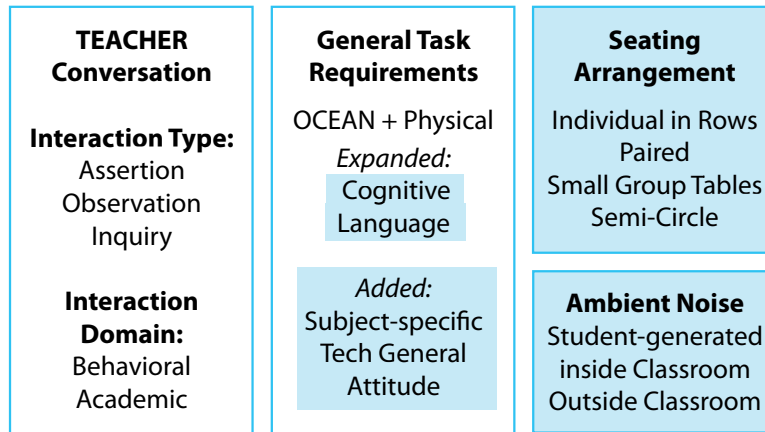 TEACHER
Conversation
Interaction Type:
Assertion
Observation
Inquiry
Interaction
Domain:
Behavioral
Academic
General Task
Requirements
OCEAN + Physical
Expanded:
Cognitive
Language
Added:
Subject-specific
Tech General
Attitude
Seating
Arrangement
Individual in Rows
Paired
Small Group Tables
Semi-Circle
Ambient Noise
Student-generated
inside Classroom
Outside Classroom